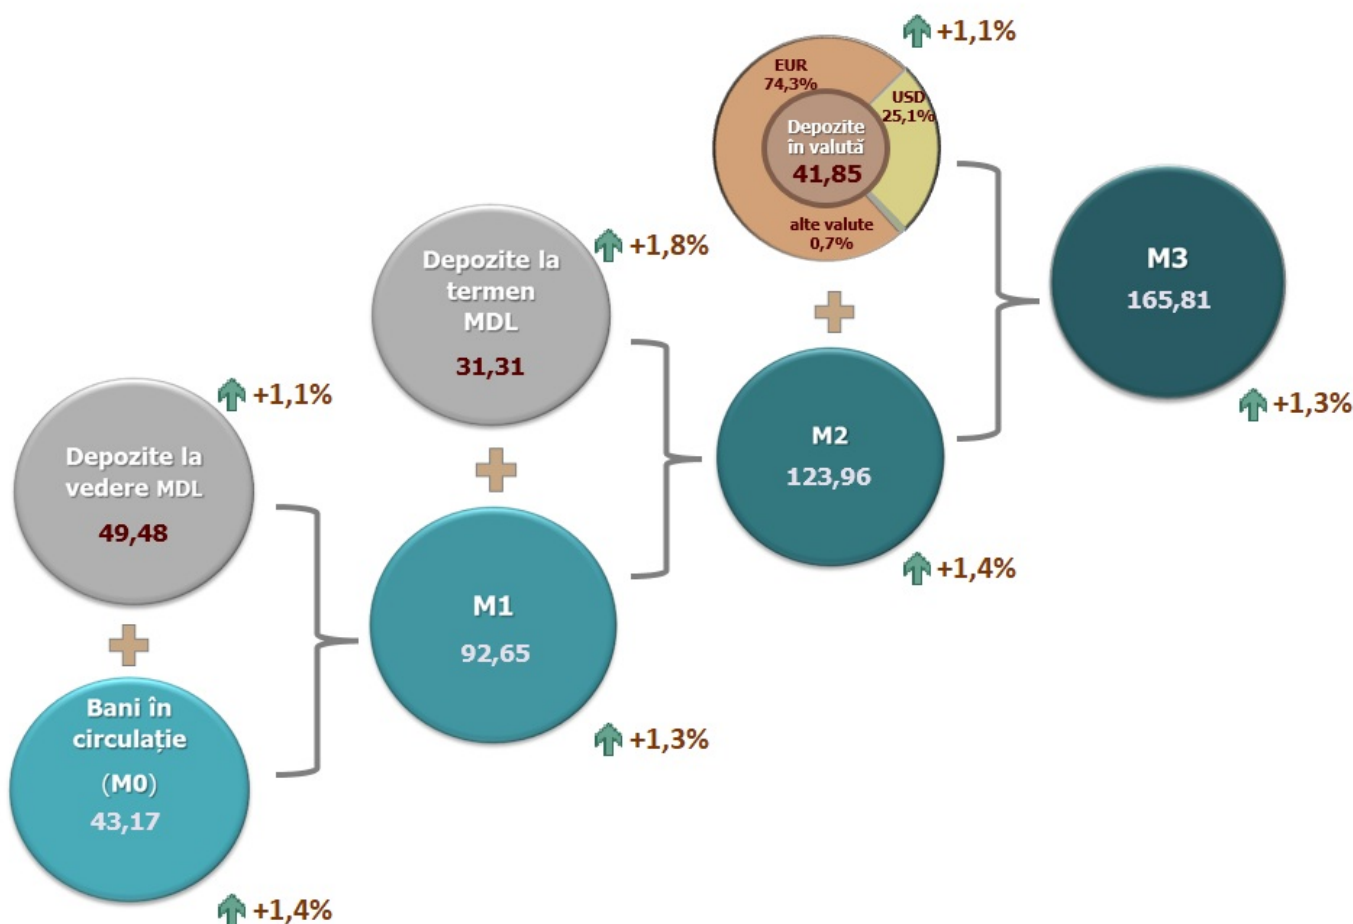 +1,1%
EUR
74,3%
USD
25,1%
Depozite
în valută
41,85
alte valute
0,7%
M3
165,81
+1,3%
+1,8%
Depozite la
termen
MDL
31,31
M2
123,96
+1,4%
+1,1%
Depozite la
vedere MDL
49,48
M1
92,65
+1,3%
Bani în
circulație
(M0)
43,17
+1,4%